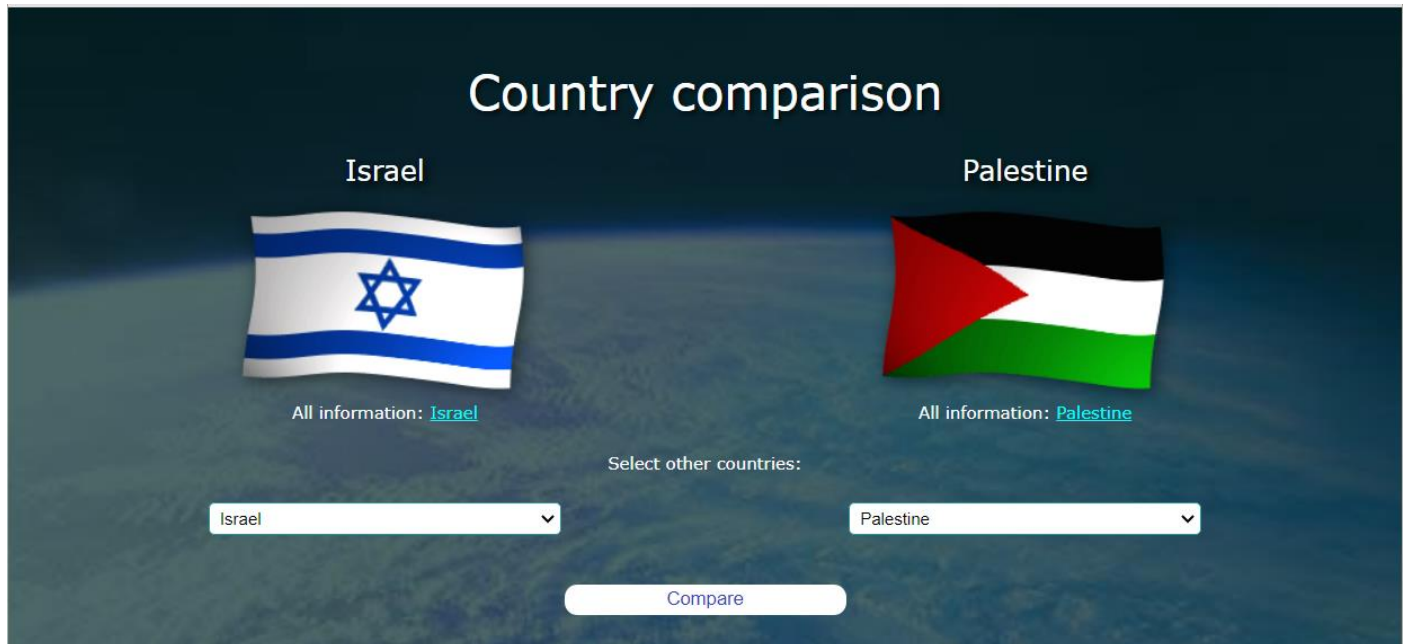 Country comparison
Israel
Palestine
All information: Israel
All information: Palestine
Select other countries:
Israel
Palestine
Compare